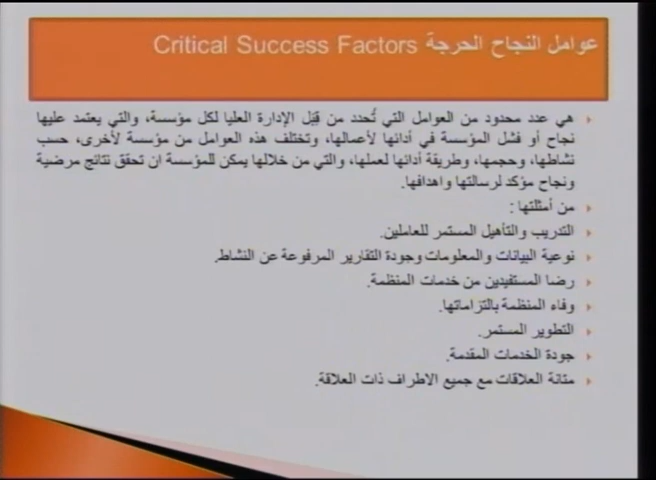 عوامل النجاح الحرجة Critical Success Factors
هي عدد محدود من العوامل التي تُحدد من قِبَل الإدارة العليا لكل مؤسسة، والتي يعتمد عليها
نجاح أو فشل المؤسسة في أدائها لأعمالها، وتختلف هذه العوامل من مؤسسة لأخرى، حسب
نشاطها، وحجمها، وطريقة أدائها لعملها، والتي من خلالها يمكن للمؤسسة ان تحقق نتائج مرضية
ونجاح مؤكد لرسالتها واهدافها.
من أمثلتها :
التدريب والتأهيل المستمر للعاملين.
نوعية البيانات والمعلومات وجودة التقارير المرفوعة عن النشاط.
رضا المستفيدين من خدمات المنظمة.
وفاء المنظمة بالتزاماتها.
التطوير المستمر.
جودة الخدمات المقدمة.
متانة العلاقات مع جميع الاطراف ذات العلاقة.